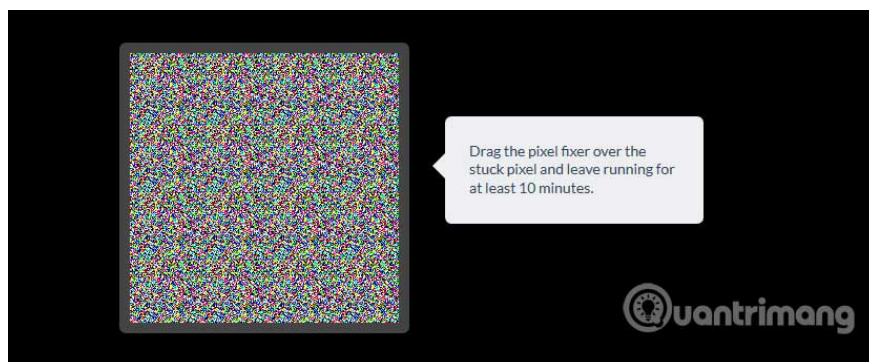 Drag the pixel fixer over the
stuck pixel and leave running for
at least 10 minutes.
Quantrimang